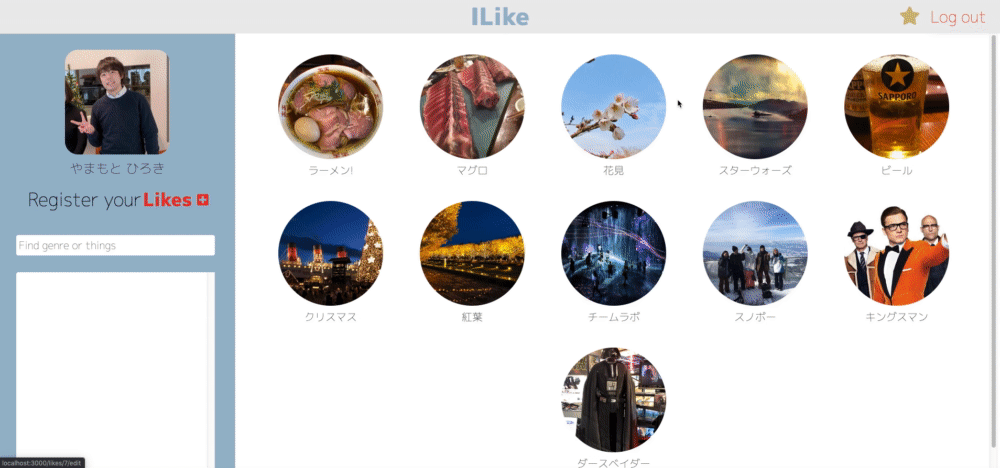 ILike
Log out
やまもと ひろき
Register your Likes
Find genre or things
ラーメン!
マグロ
花見
スターウォーズ
ビール
SAPPORO
クリスマス
紅葉
チームラボ
スノボー
キングスマン
ダースベイダー
localhost:3000/likes/7/edit